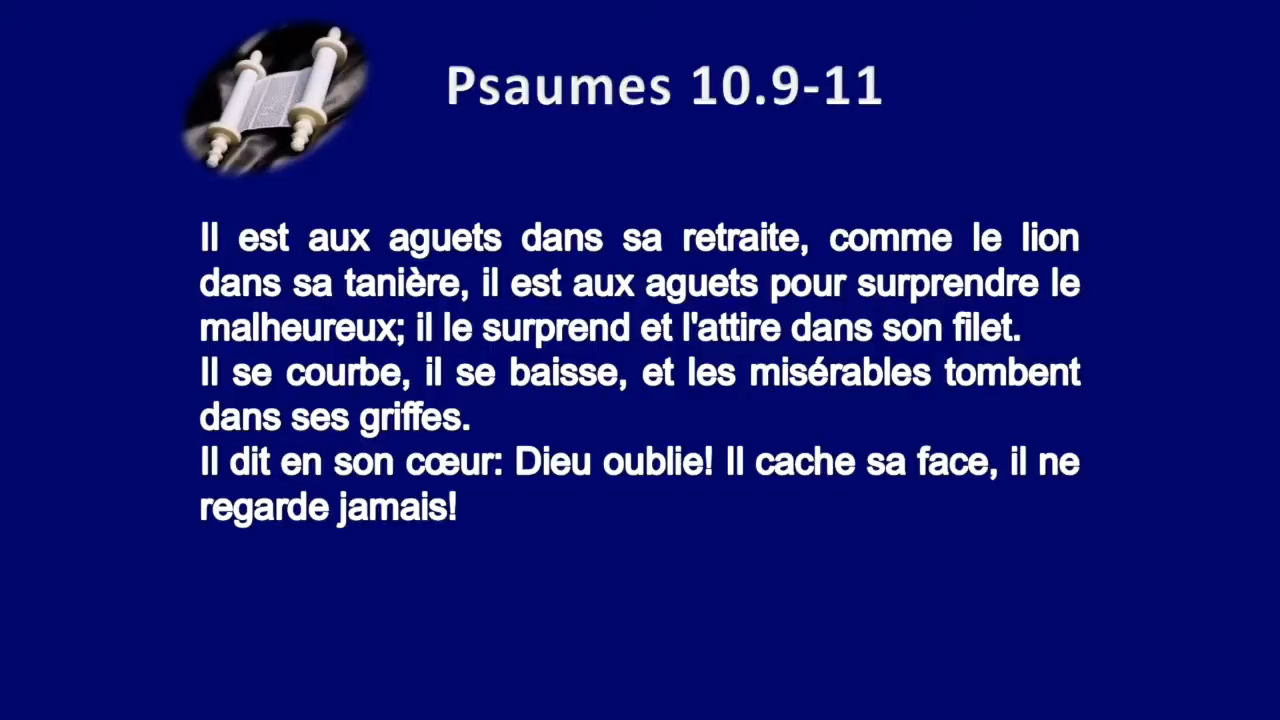 Psaumes 10.9-11
Il est aux aguets dans sa retraite, comme le lion
dans sa tanière, il est aux aguets pour surprendre le
malheureux; il le surprend et l'attire dans son filet.
Il se courbe, il se baisse, et les misérables tombent
dans ses griffes.
Il dit en son cœur: Dieu oublie! Il cache sa face, il ne
regarde jamais!